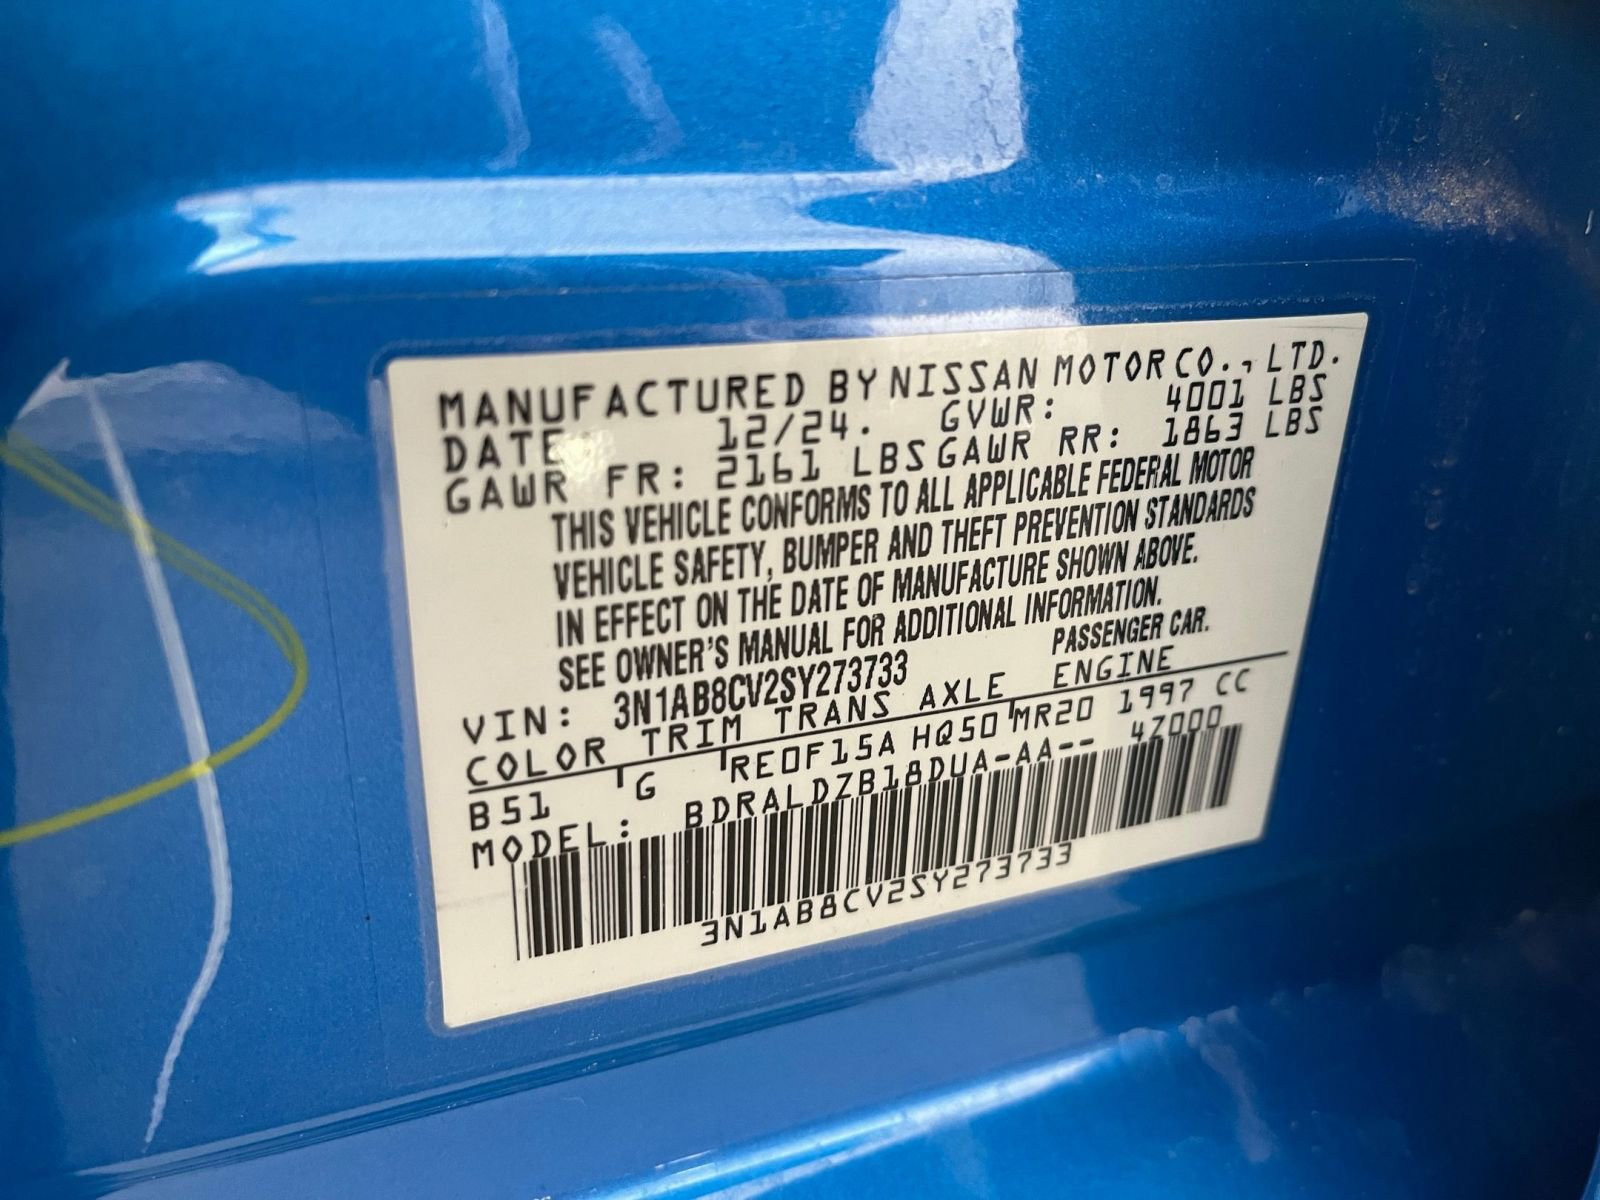 MANUFACTURED BY NISSAN MOTOR CO., LTD.
DATE: 12/24. GVWR: 4001 LBS
GAWR FR: 2161 LBS GAWR RR: 1863 LBS
THIS VEHICLE CONFORMS TO ALL APPLICABLE FEDERAL MOTOR
VEHICLE SAFETY, BUMPER AND THEFT PREVENTION STANDARDS
IN EFFECT ON THE DATE OF MANUFACTURE SHOWN ABOVE.
SEE OWNER'S MANUAL FOR ADDITIONAL INFORMATION.
VIN: 3N1AB8CV2SY273733 PASSENGER CAR.
COLOR TRIM TRANS AXLE ENGINE
B51 G RE0F15A HQ50 MR20 1997 CC
MODEL: BDRALDZB18DUA-AA-- 4Z000
3N1AB8CV2SY273733